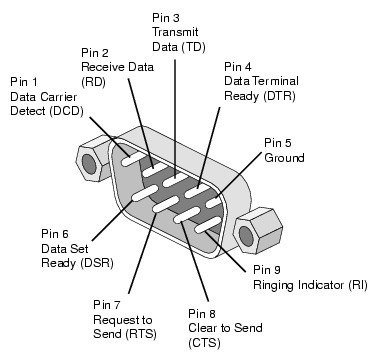 Pin 3
Transmit
Data (TD)
Pin 2
Receive Data
(RD)
Pin 4
Data Terminal
Ready (DTR)
Pin 1
Data Carrier
Detect (DCD)
Pin 5
Ground
Pin 6
Data Set
Ready (DSR)
Pin 9
Ringing Indicator (RI)
Pin 7
Request to
Send (RTS)
Pin 8
Clear to Send
(CTS)